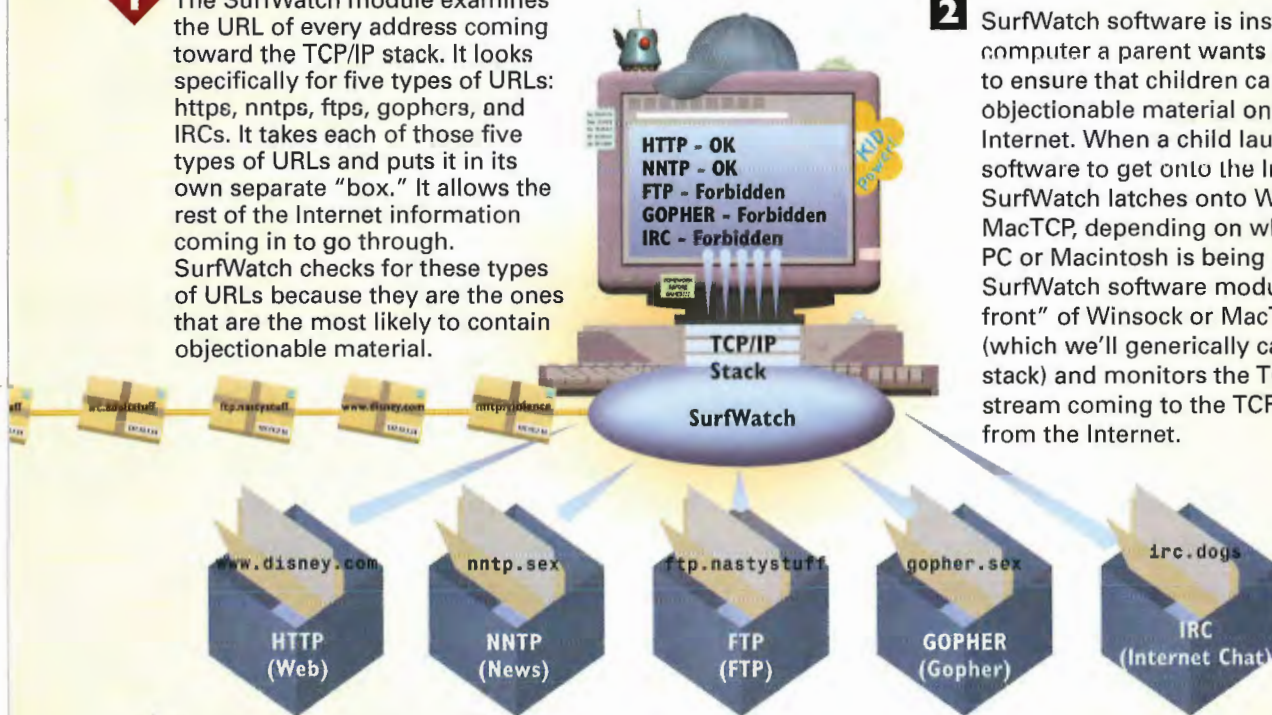 1
The SurfWatch module examines
the URL of every address coming
toward the TCP/IP stack. It looks
specifically for five types of URLs:
https, nntps, ftps, gophers, and
IRCs. It takes each of those five
types of URLs and puts it in its
own separate "box." It allows the
rest of the Internet information
coming in to go through.
SurfWatch checks for these types
of URLs because they are the ones
that are the most likely to contain
objectionable material.
2
SurfWatch software is ins
computer a parent wants
to ensure that children ca
objectionable material on
Internet. When a child lau
software to get onto the I
SurfWatch latches onto W
MacTCP, depending on wh
PC or Macintosh is being
SurfWatch software modu
front" of Winsock or MacT
(which we'll generically ca
stack) and monitors the T
stream coming to the TCP
from the Internet.
HTTP - OK
NNTP - OK
FTP - Forbidden
GOPHER - Forbidden
IRC - Forbidden
KID
Power!
TCP/IP
Stack
SurfWatch
irc.adultstuff
ftp.nastystuff
www.disney.com
nntp.violence
www.disney.com
nntp.sex
ftp.nastystuff
gopher.sex
irc.dogs
HTTP
(Web)
NNTP
(News)
FTP
(FTP)
GOPHER
(Gopher)
IRC
(Internet Chat)